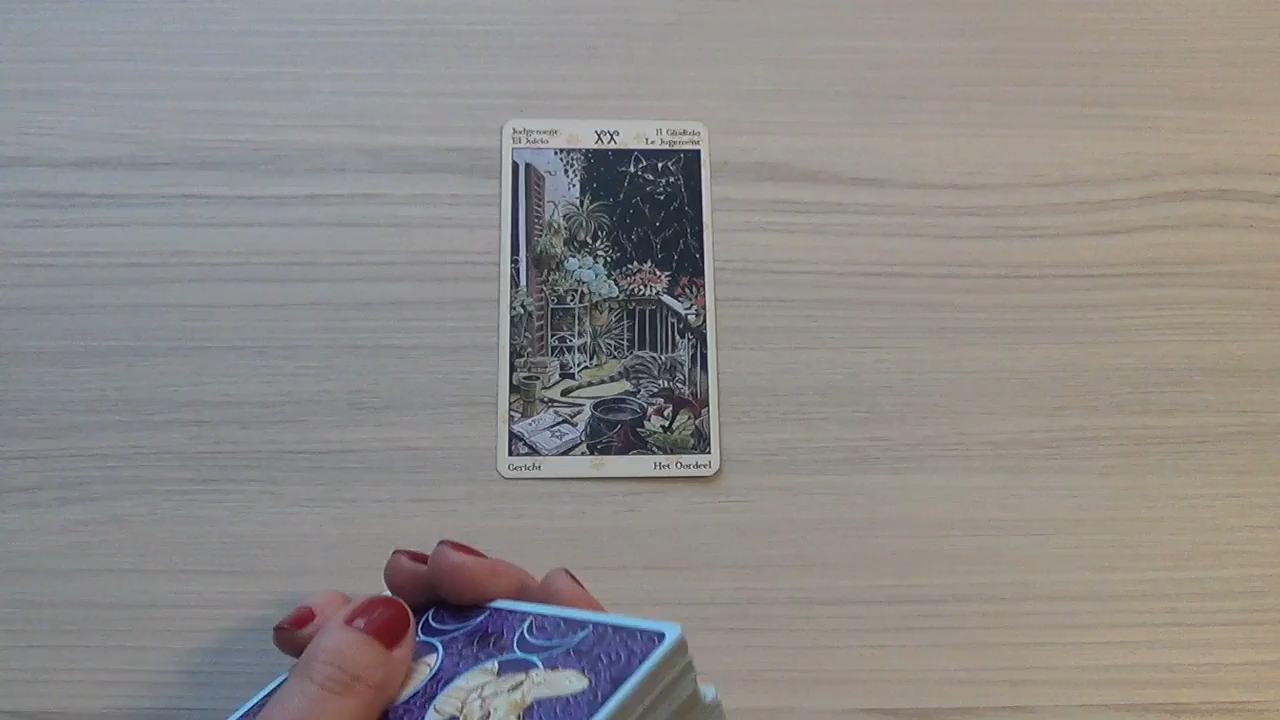 Judgement XX Il Giudizio
El Juicio Le Jugement
Gericht Het Oordeel